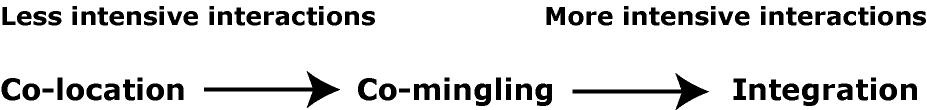 Less intensive interactions More intensive interactions
Co-location Co-mingling Integration